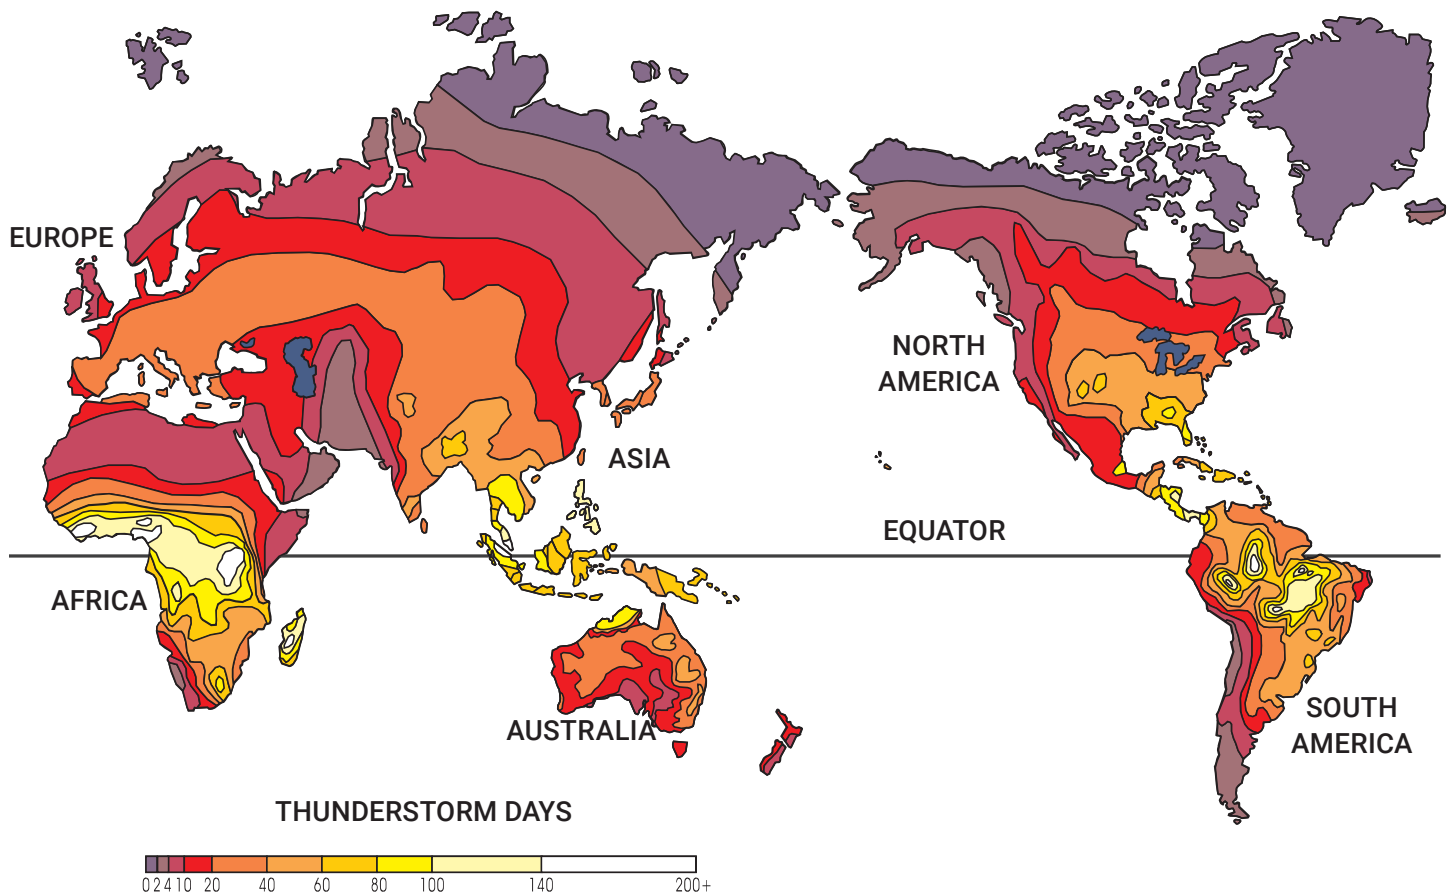 EUROPE
NORTH
AMERICA
ASIA
EQUATOR
AFRICA
SOUTH
AMERICA
AUSTRALIA
THUNDERSTORM DAYS
0 2 4 10 20 40 60 80 100 140 200+